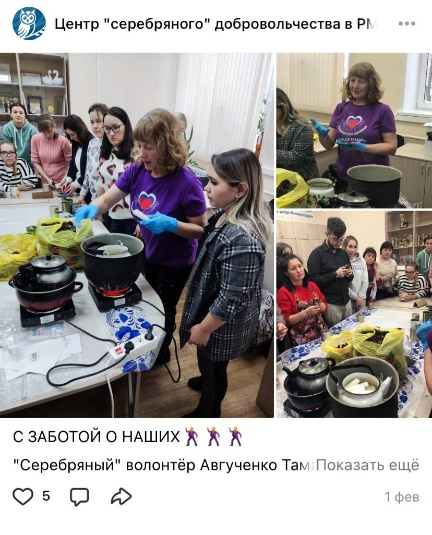 Центр "серебряного" добровольчества в РМ
С ЗАБОТОЙ О НАШИХ🕺🕺🕺
"Серебряный" волонтёр Авгученко Там Показать ещё
5
1 фев